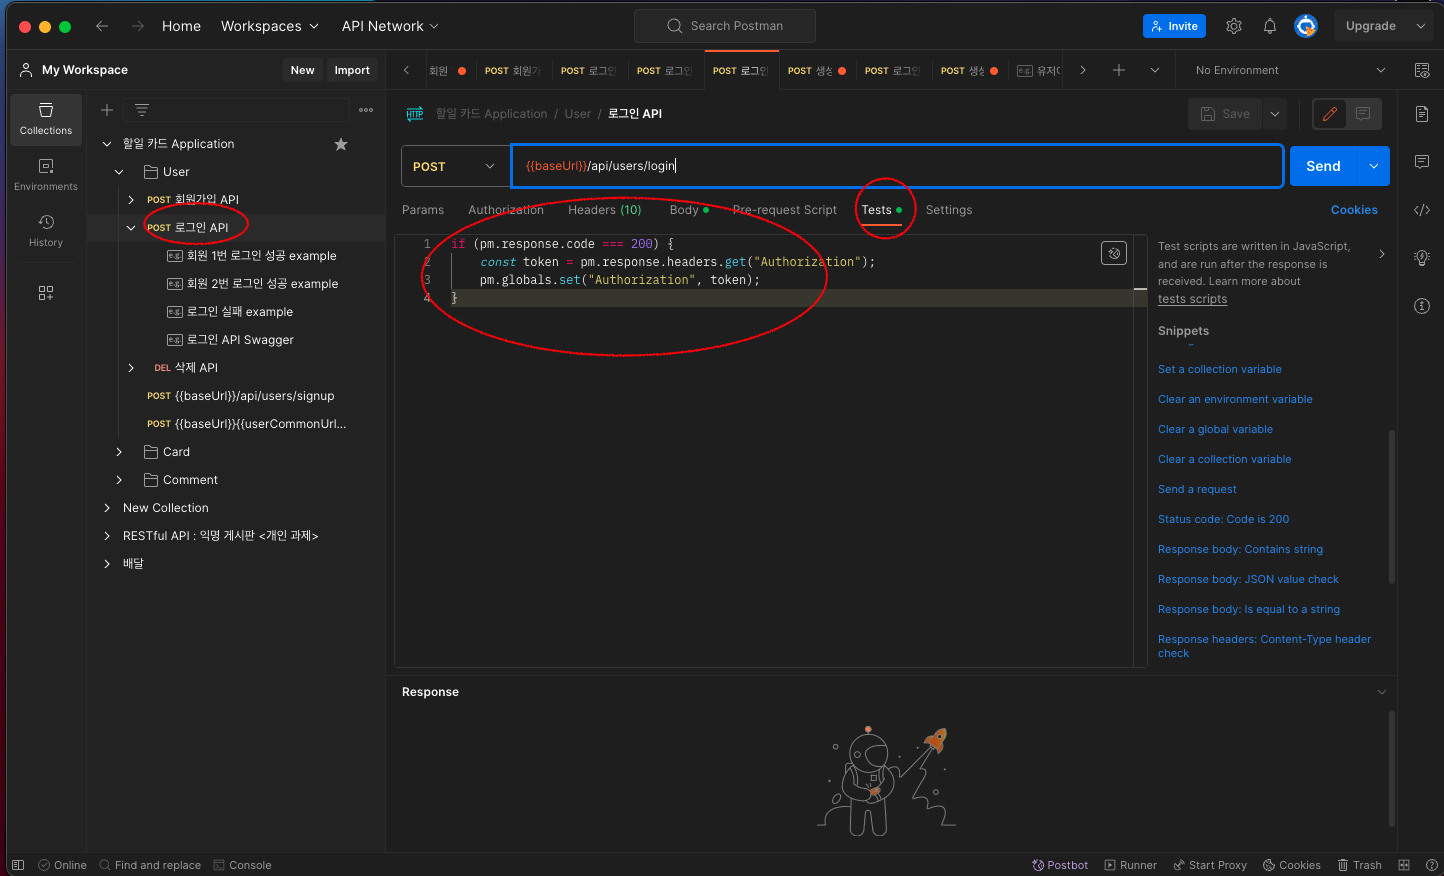 Home
Workspaces
API Network
Search Postman
Invite
Upgrade
My Workspace
New
Import
회원
POST 회원가
POST 로그인
POST 로그인
POST 로그인
POST 생성
POST 로그인
POST 생성
e.g. 유저
No Environment
Collections
Environments
History
할일 카드 Application
User
POST 회원가입 API
POST 로그인 API
e.g. 회원 1번 로그인 성공 example
e.g. 회원 2번 로그인 성공 example
e.g. 로그인 실패 example
e.g. 로그인 API Swagger
DEL 삭제 API
POST {{baseUrl}}/api/users/signup
POST {{baseUrl}}{{userCommonUrl...
Card
Comment
New Collection
RESTful API : 익명 게시판 <개인 과제>
배달
HTTP 할일 카드 Application / User / 로그인 API
Save
POST
{{baseUrl}}/api/users/login
Send
Params
Authorization
Headers (10)
Body
Pre-request Script
Tests
Settings
Cookies
1 if (pm.response.code === 200) {
2 const token = pm.response.headers.get("Authorization");
3 pm.globals.set("Authorization", token);
4 }
Test scripts are written in JavaScript,
and are run after the response is
received. Learn more about
tests scripts
Snippets
Set a collection variable
Clear an environment variable
Clear a global variable
Clear a collection variable
Send a request
Status code: Code is 200
Response body: Contains string
Response body: JSON value check
Response body: Is equal to a string
Response headers: Content-Type header
check
Response
Online
Find and replace
Console
Postbot
Runner
Start Proxy
Cookies
Trash